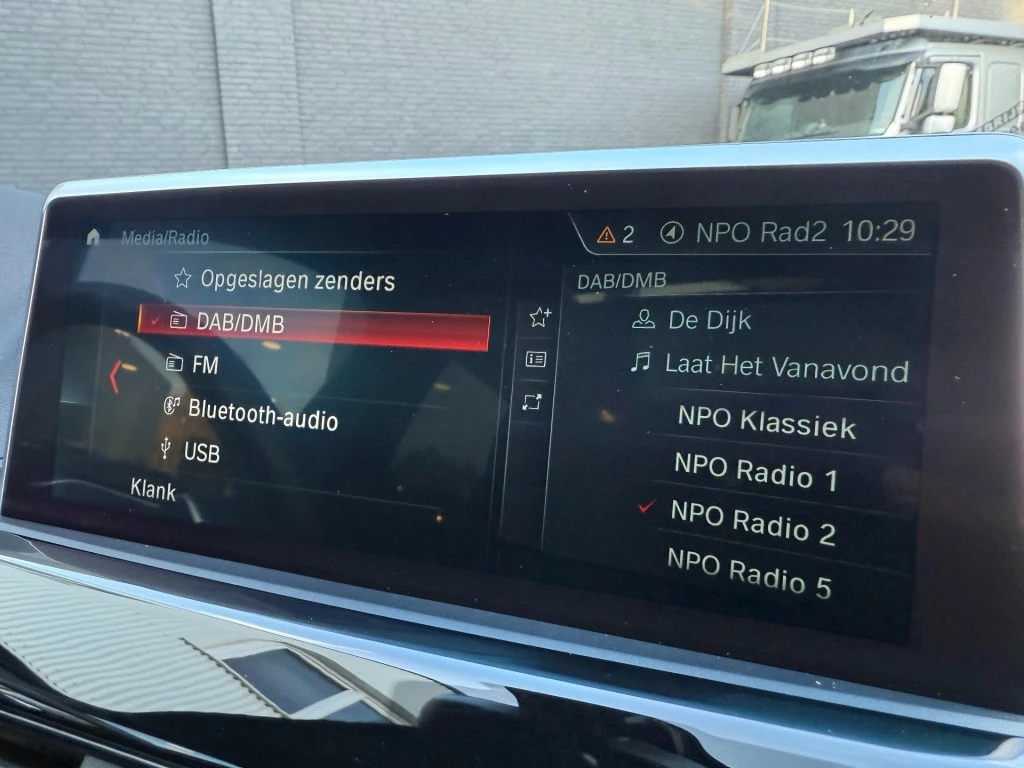 Media/Radio
2 NPO Rad2 10:29
Opgeslagen zenders
DAB/DMB
FM
Bluetooth-audio
USB
Klank
DAB/DMB
De Dijk
Laat Het Vanavond
NPO Klassiek
NPO Radio 1
NPO Radio 2
NPO Radio 5